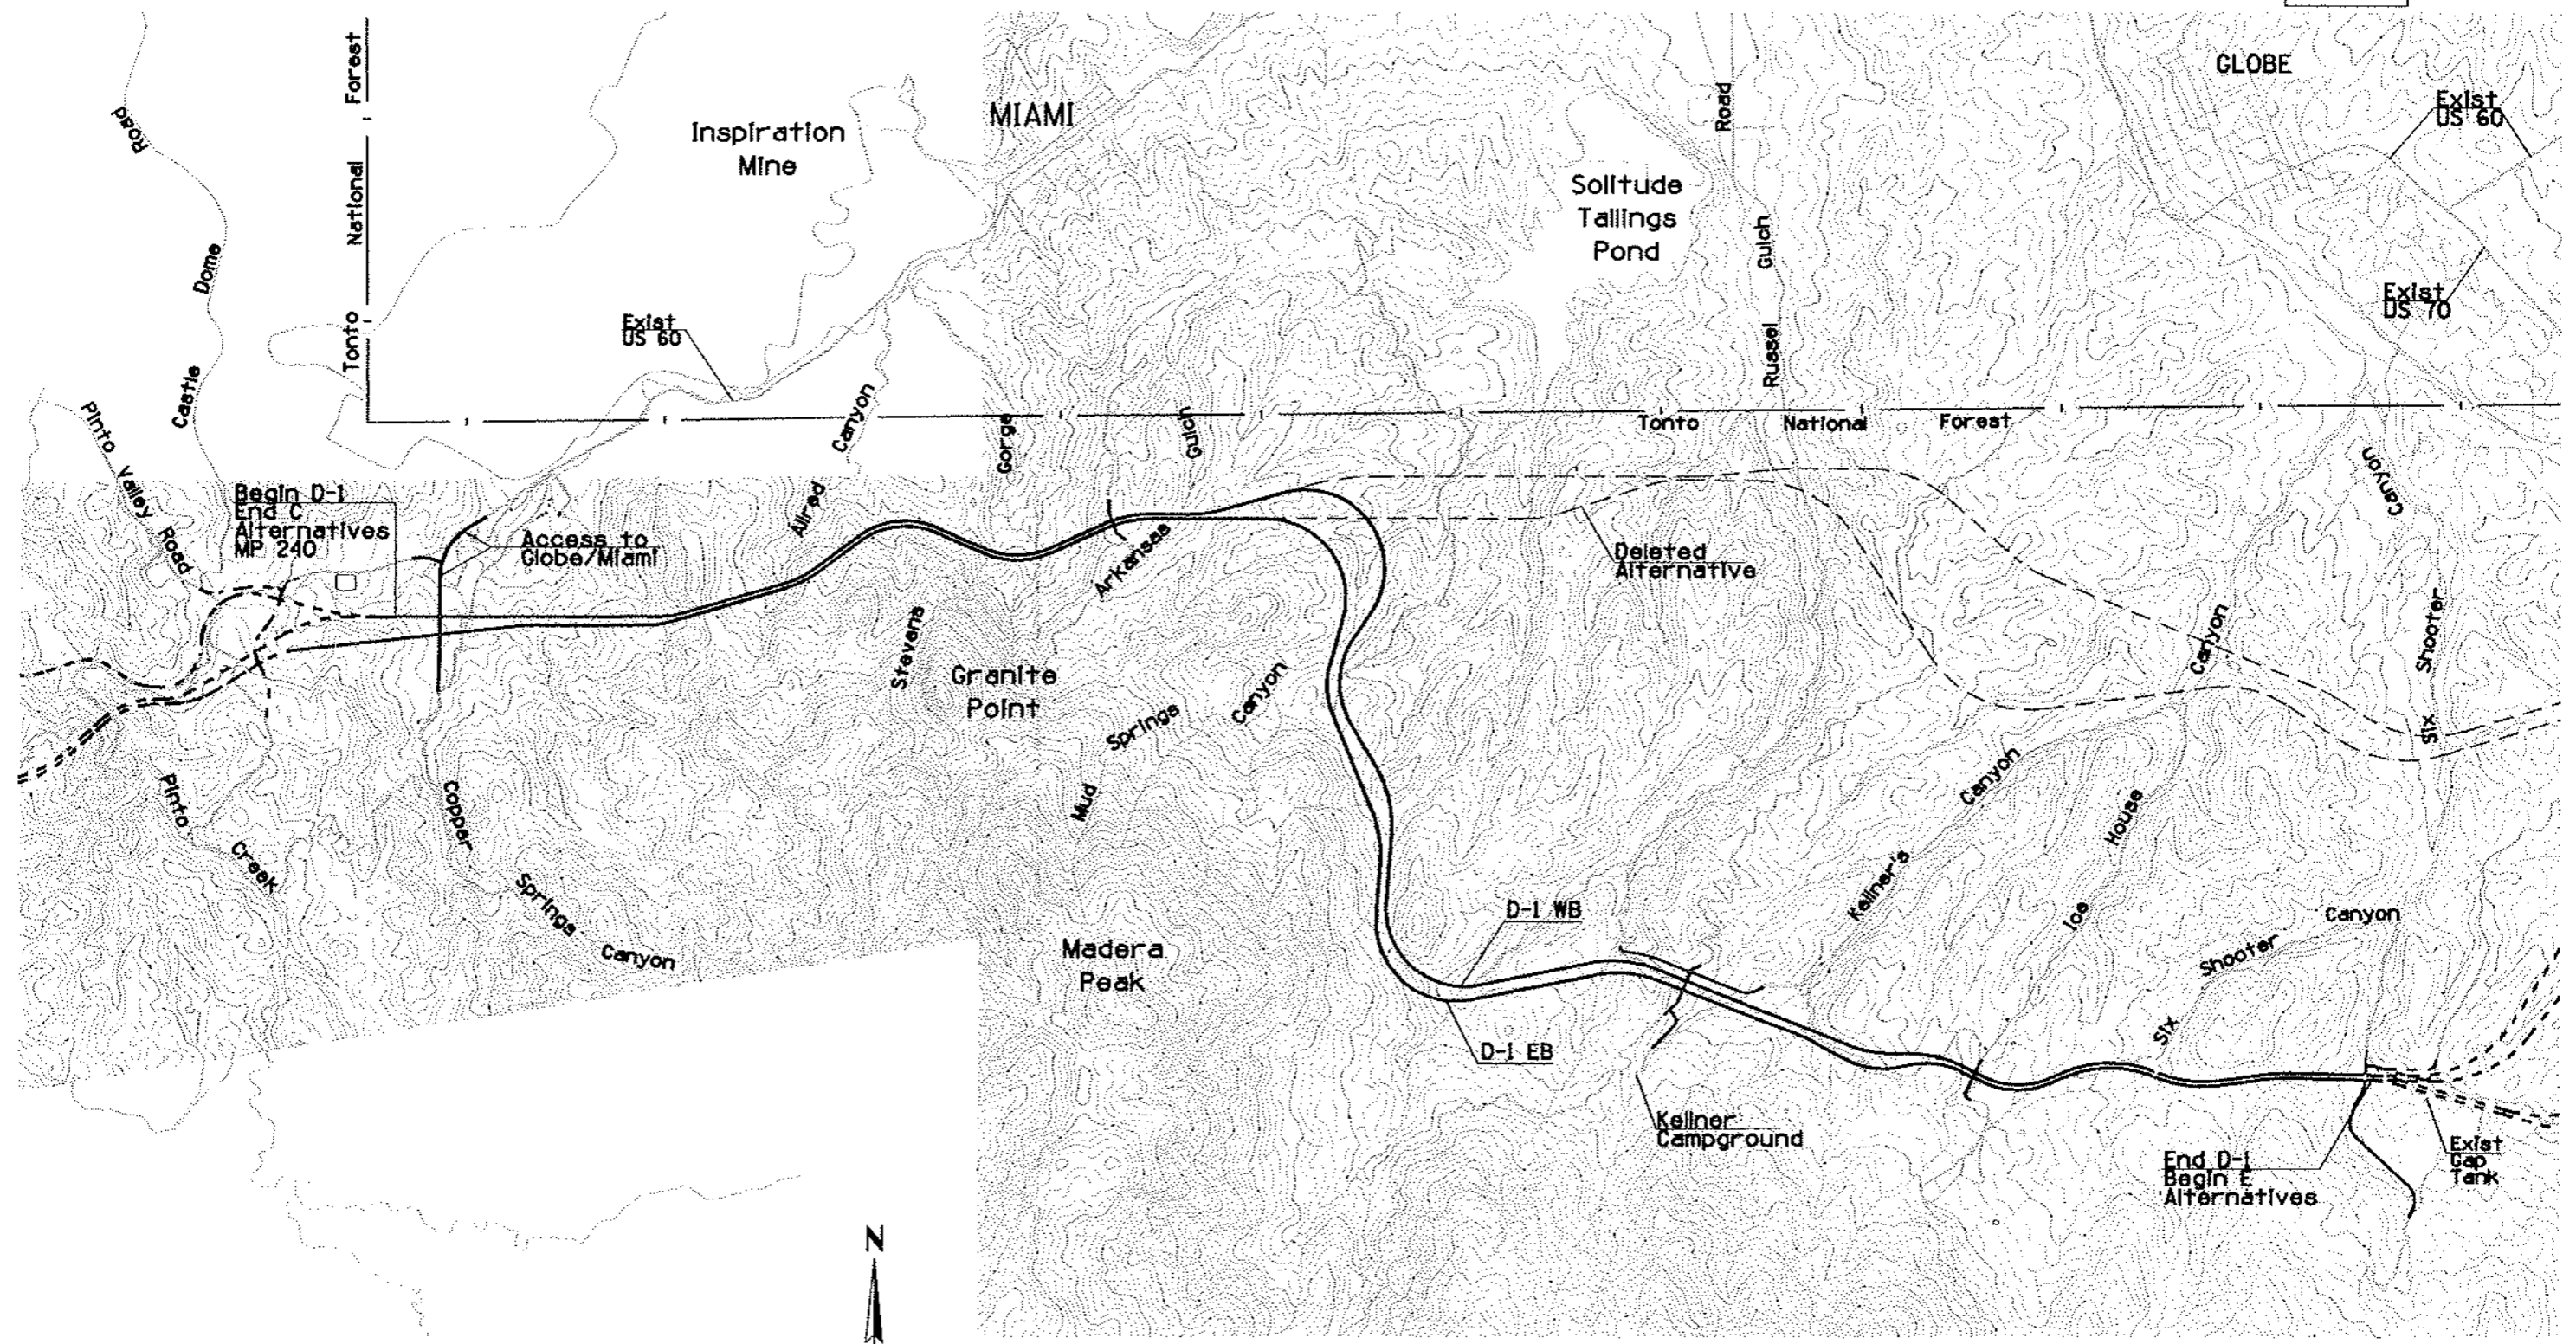 GLOBE
Exist
US 60
Forest
National
Tonto
Road
Dome
Castle
Inspiration
Mine
MIAMI
Road
Gulch
Russel
Solitude
Tailings
Pond
Exist
US 70
Exist
US 60
Pinto
Valley
Road
Canyon
Allred
Gorge
Stevens
Gulch
Arkansas
Tonto
National
Forest
Canyon
Shooter
Six
Begin D-1
End C
Alternatives
MP 240
Access to
Globe/Miami
Deleted
Alternative
Granite
Point
Mud
Springs
Canyon
Canyon
House
Ice
Canyon
Kellner's
Pinto
Creek
Copper
Springs
Canyon
Madera
Peak
D-1 WB
D-1 EB
Canyon
Shooter
Six
Kellner
Campground
End D-1
Begin E
Alternatives
Exist
Gap
Tank
N